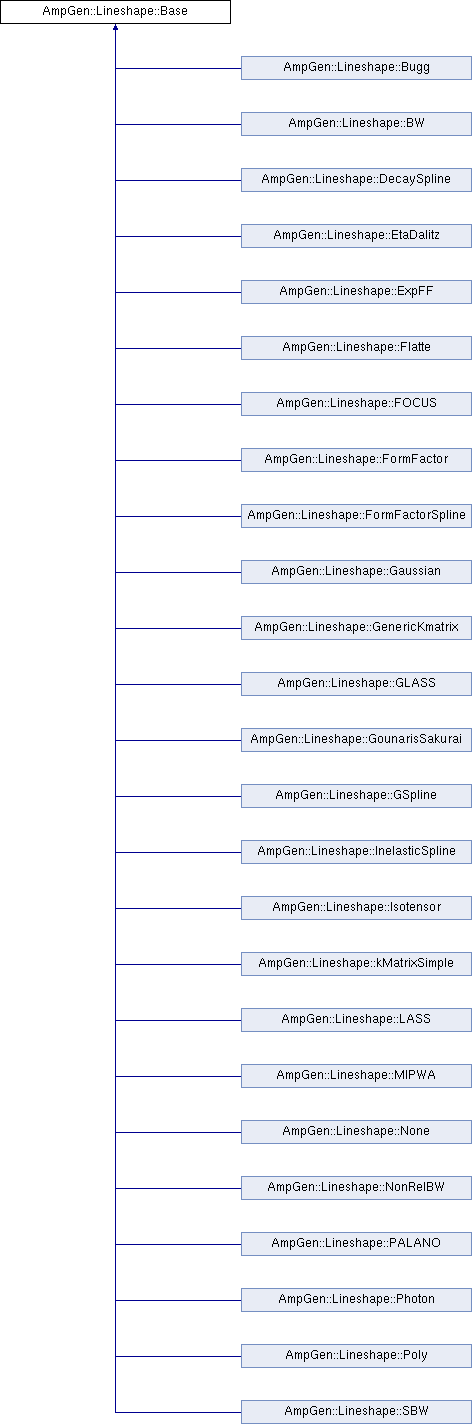 AmpGen::Lineshape::Base
AmpGen::Lineshape::Bugg
AmpGen::Lineshape::BW
AmpGen::Lineshape::DecaySpline
AmpGen::Lineshape::EtaDalitz
AmpGen::Lineshape::ExpFF
AmpGen::Lineshape::Flatte
AmpGen::Lineshape::FOCUS
AmpGen::Lineshape::FormFactor
AmpGen::Lineshape::FormFactorSpline
AmpGen::Lineshape::Gaussian
AmpGen::Lineshape::GenericKmatrix
AmpGen::Lineshape::GLASS
AmpGen::Lineshape::GounarisSakurai
AmpGen::Lineshape::GSpline
AmpGen::Lineshape::InelasticSpline
AmpGen::Lineshape::Isotensor
AmpGen::Lineshape::kMatrixSimple
AmpGen::Lineshape::LASS
AmpGen::Lineshape::MIPWA
AmpGen::Lineshape::None
AmpGen::Lineshape::NonRelBW
AmpGen::Lineshape::PALANO
AmpGen::Lineshape::Photon
AmpGen::Lineshape::Poly
AmpGen::Lineshape::SBW